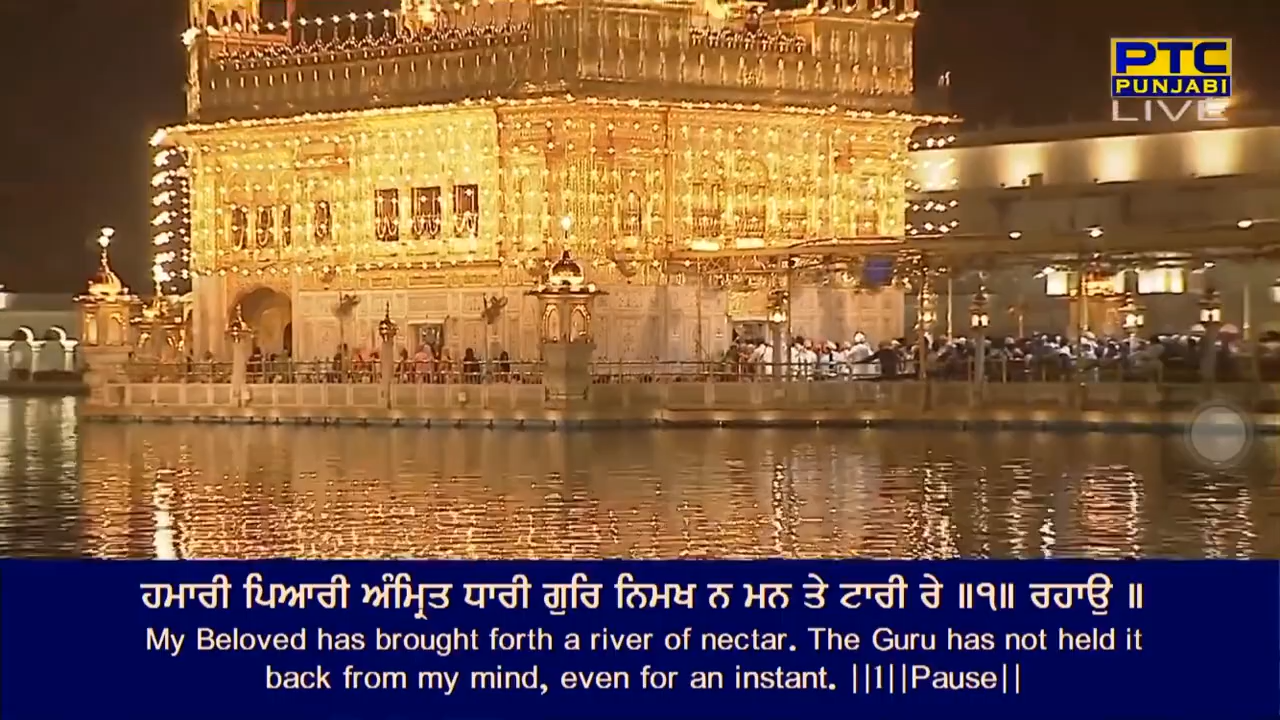 PTC
PUNJABI
LIVE
ਹਮਾਰੀ ਪਿਆਰੀ ਅੰਮ੍ਰਿਤ ਧਾਰੀ ਗੁਰਿ ਨਿਮਖ ਨ ਮਨ ਤੇ ਟਾਰੀ ਰੇ ॥੧॥ ਰਹਾਉ ॥
My Beloved has brought forth a river of nectar. The Guru has not held it
back from my mind, even for an instant. ||1||Pause||